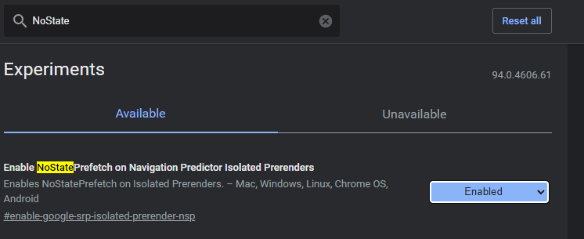 NoState
Reset all
Experiments
94.0.4606.61
Available
Unavailable
Enable NoStatePrefetch on Navigation Predictor Isolated Prerenders
Enables NoStatePrefetch on Isolated Prerenders. – Mac, Windows, Linux, Chrome OS,
Android
Enabled
#enable-google-srp-isolated-prerender-nsp